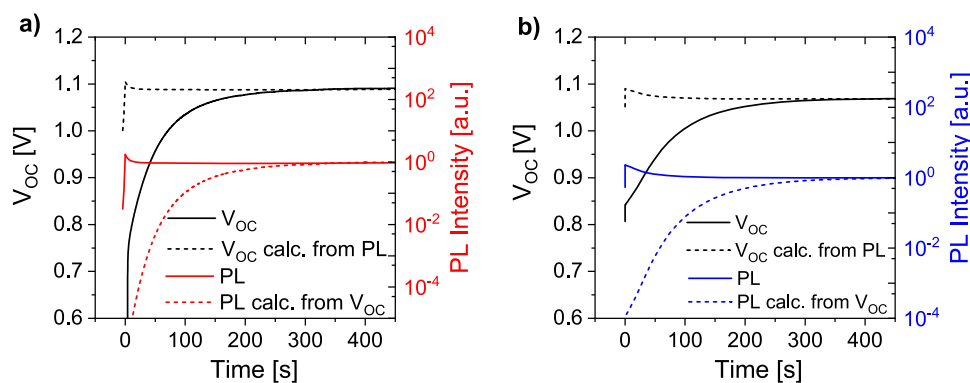 a)
1.2
1.1
1.0
0.9
0.8
0.7
0.6
V_OC [V]
10^4
10^2
10^0
10^-2
10^-4
PL Intensity [a.u.]
V_OC
V_OC calc. from PL
PL
PL calc. from V_OC
0 100 200 300 400
Time [s]
b)
1.2
1.1
1.0
0.9
0.8
0.7
0.6
V_OC [V]
10^4
10^2
10^0
10^-2
10^-4
PL Intensity [a.u.]
V_OC
V_OC calc. from PL
PL
PL calc. from V_OC
0 100 200 300 400
Time [s]